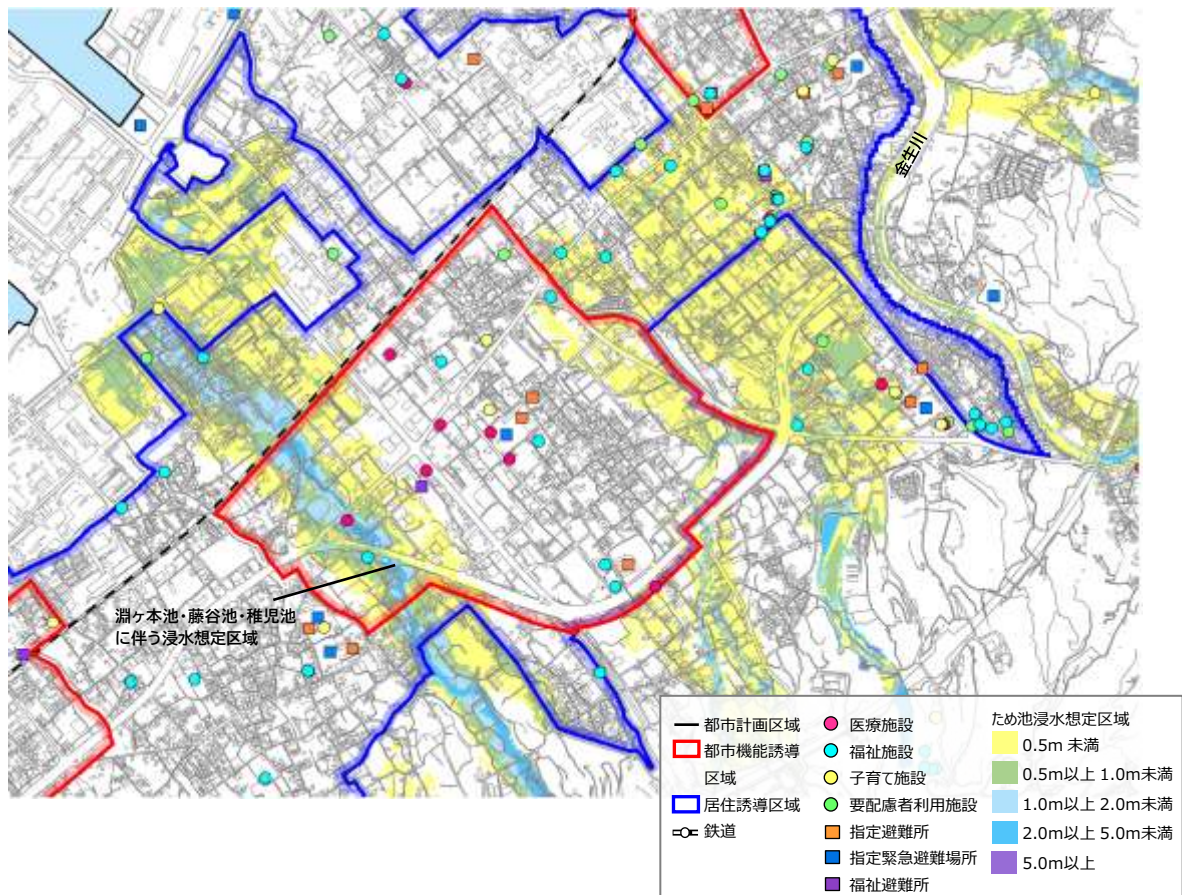 金生川
淵ヶ本池・藤谷池・稚児池
に伴う浸水想定区域
都市計画区域
都市機能誘導
区域
居住誘導区域
鉄道
医療施設
福祉施設
子育て施設
要配慮者利用施設
指定避難所
指定緊急避難場所
福祉避難所
ため池浸水想定区域
0.5m 未満
0.5m以上 1.0m未満
1.0m以上 2.0m未満
2.0m以上 5.0m未満
5.0m以上